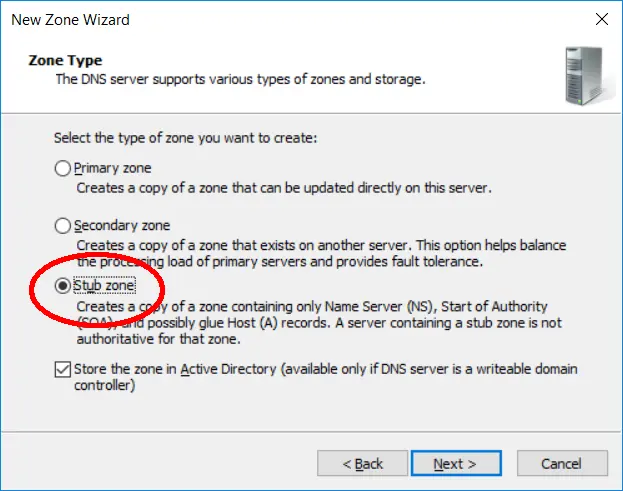 New Zone Wizard
Zone Type
The DNS server supports various types of zones and storage.
Select the type of zone you want to create:
Primary zone
Creates a copy of a zone that can be updated directly on this server.
Secondary zone
Creates a copy of a zone that exists on another server. This option helps balance
the processing load of primary servers and provides fault tolerance.
Stub zone
Creates a copy of a zone containing only Name Server (NS), Start of Authority
(SOA), and possibly glue Host (A) records. A server containing a stub zone is not
authoritative for that zone.
Store the zone in Active Directory (available only if DNS server is a writeable domain
controller)
< Back
Next >
Cancel